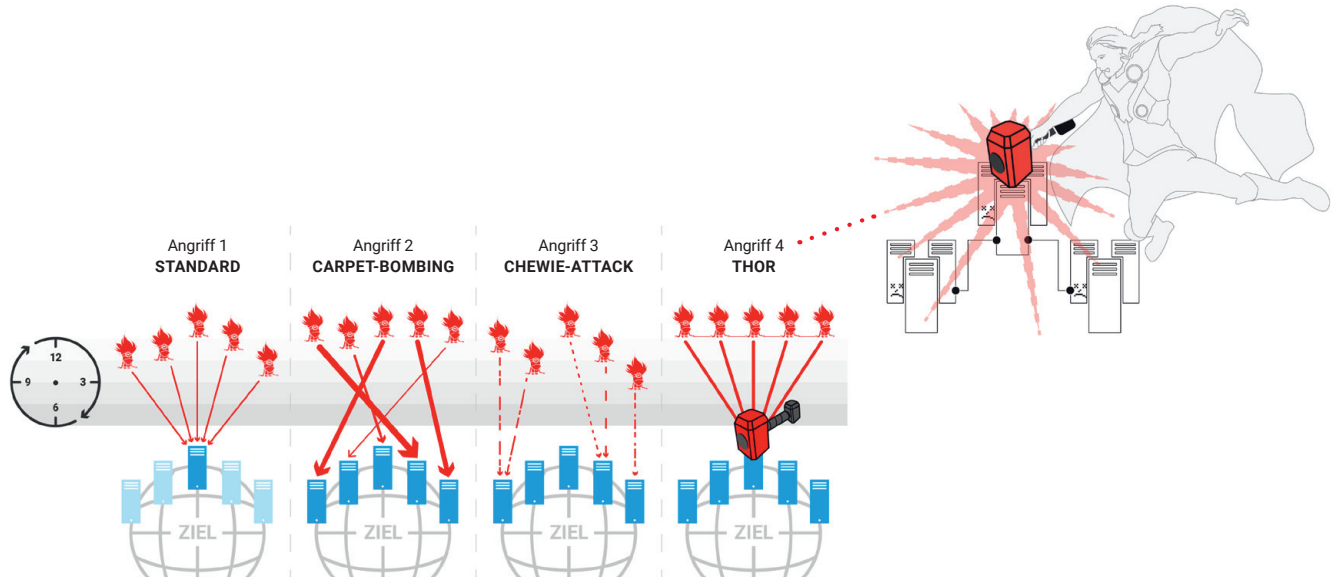 Angriff 1
STANDARD
Angriff 2
CARPET-BOMBING
Angriff 3
CHEWIE-ATTACK
Angriff 4
THOR
12
9
3
6
ZIEL
ZIEL
ZIEL
ZIEL